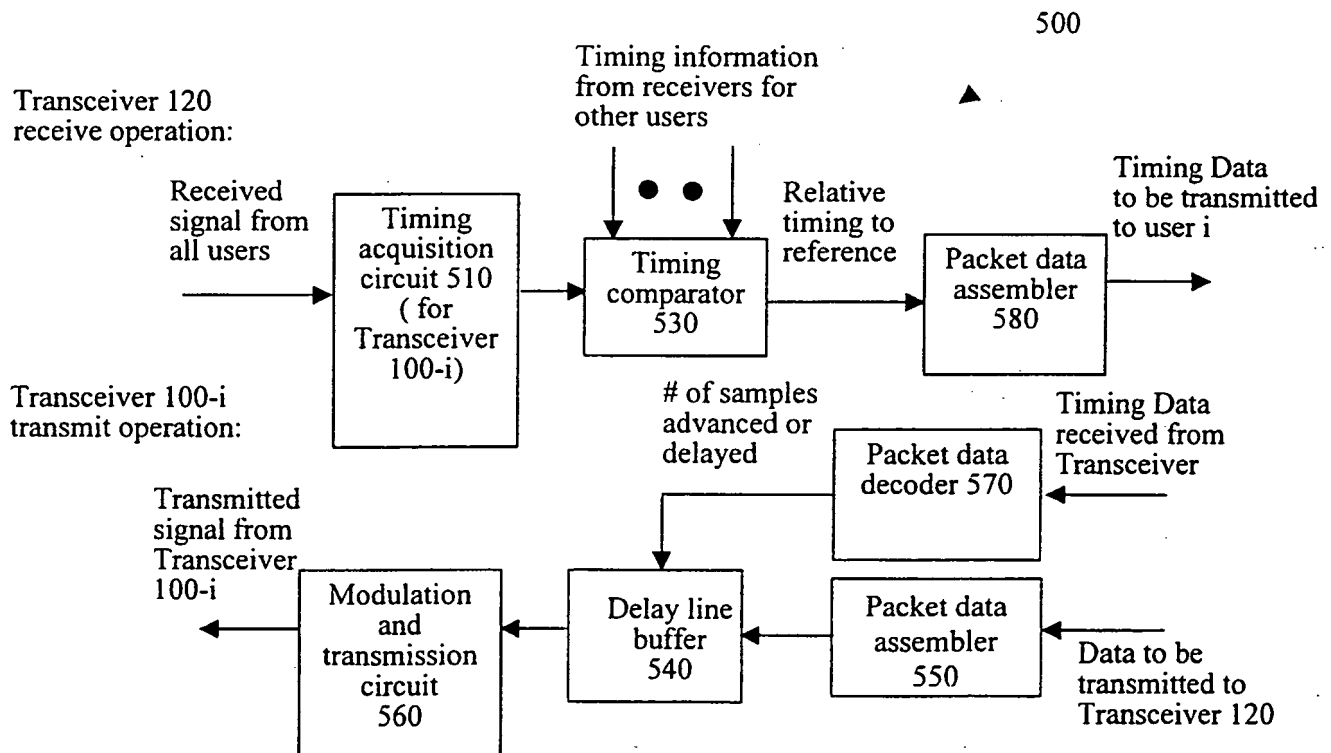 500
Timing information
from receivers for
other users
Transceiver 120
receive operation:
Received
signal from
all users
Timing
acquisition
circuit 510
( for
Transceiver
100-i)
Timing
comparator
530
Relative
timing to
reference
Packet data
assembler
580
Timing Data
to be transmitted
to user i
Transceiver 100-i
transmit operation:
# of samples
advanced or
delayed
Packet data
decoder 570
Timing Data
received from
Transceiver
Transmitted
signal from
Transceiver
100-i
Modulation
and
transmission
circuit
560
Delay line
buffer
540
Packet data
assembler
550
Data to be
transmitted to
Transceiver 120